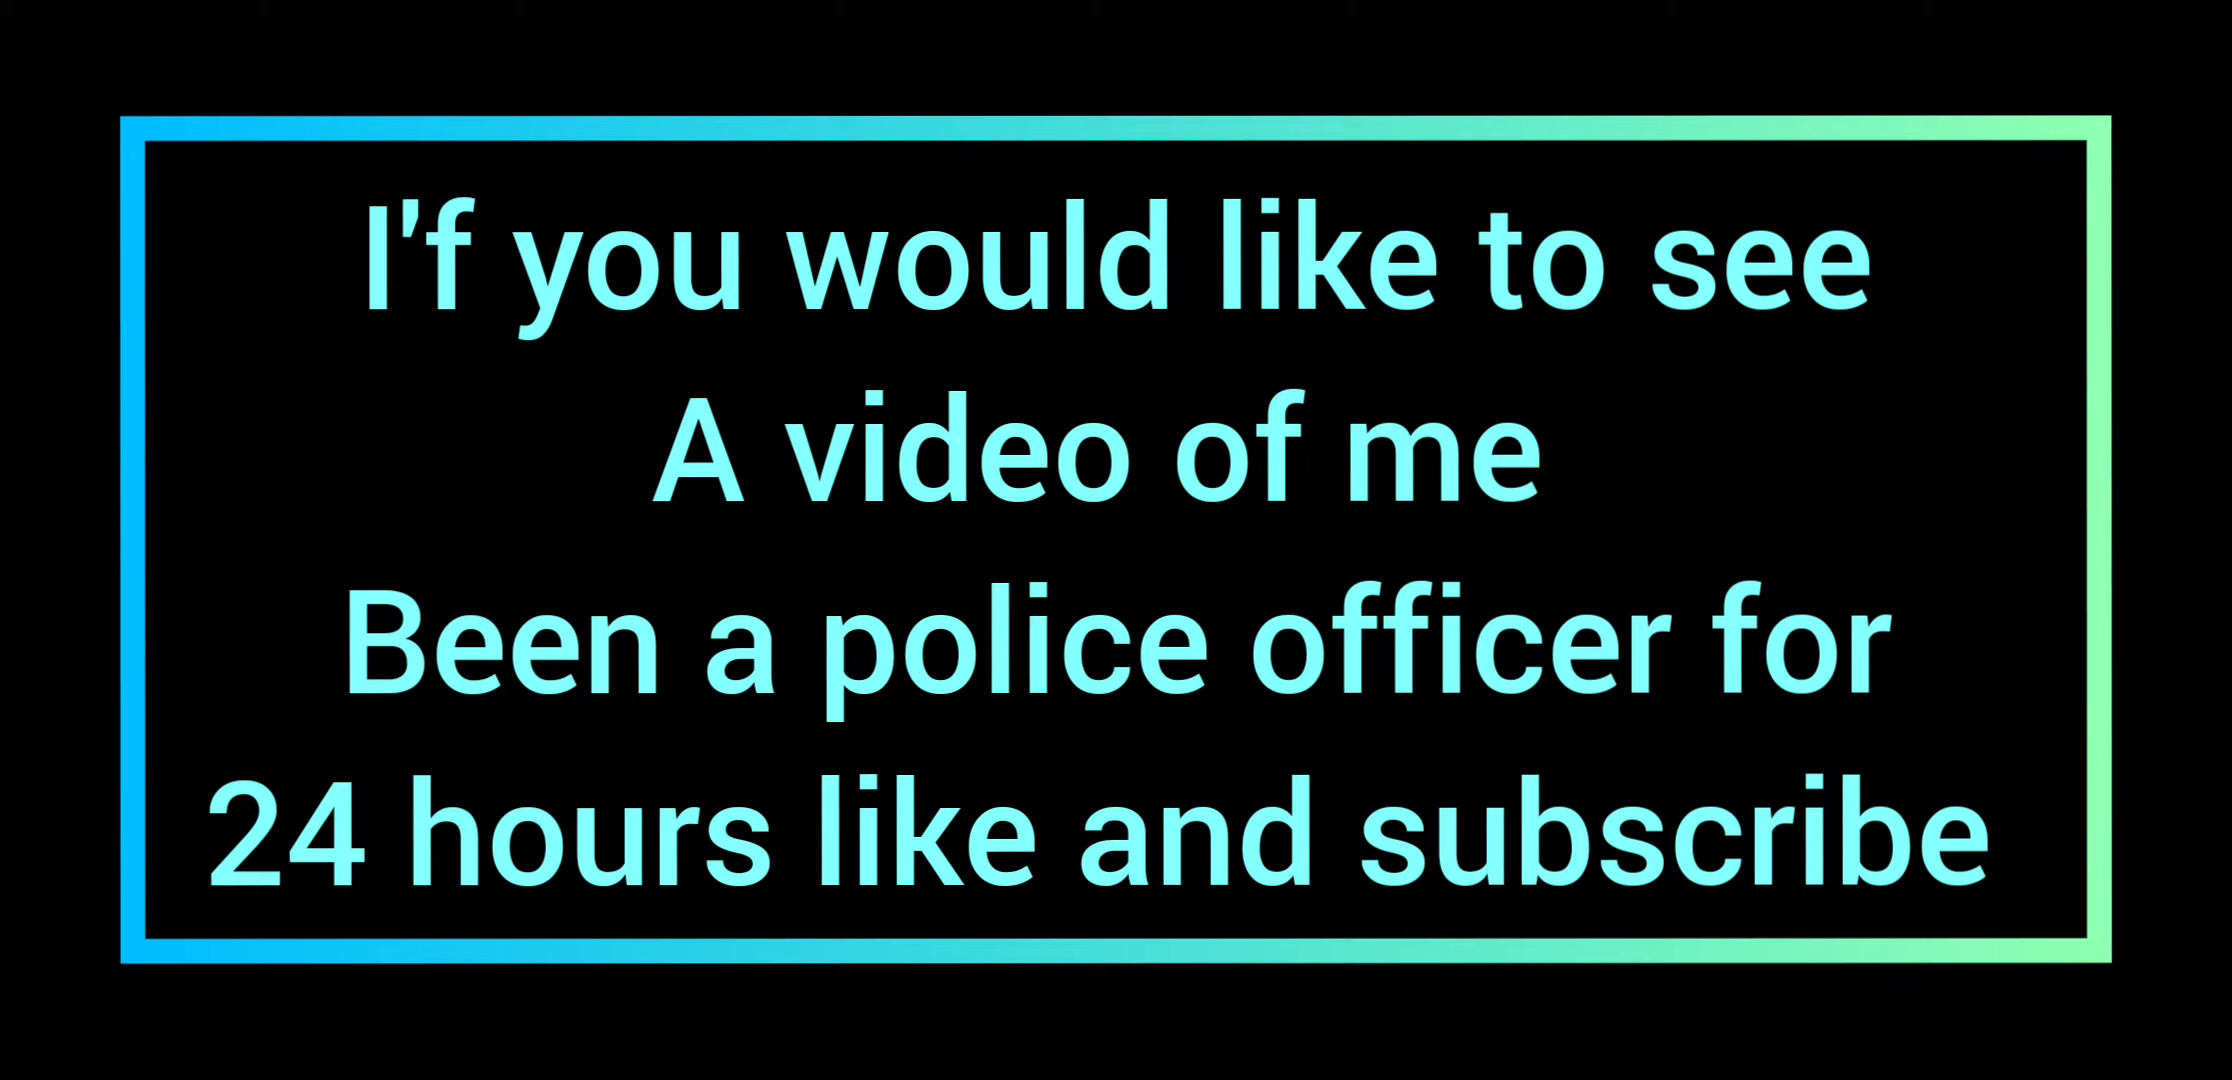 I'f you would like to see
A video of me
Been a police officer for
24 hours like and subscribe